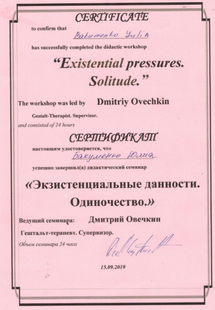 CERTIFICATE
to confirm that
Вакуменко Yulia
has successfully completed the didactic workshop
“Existential pressures.
Solitude.”
The workshop was led by Dmitriy Ovechkin
Gestalt-Therapist. Supervisor.
and consisted of 24 hours
СЕРТИФИКАТ
настоящим удостоверяется, что
Вакуменко Юлия
успешно завершил(а) дидактический семинар
«Экзистенциальные данности.
Одиночество.»
Ведущий семинара: Дмитрий Овечкин
Гештальт-терапевт. Супервизор.
Объем семинара 24 часа
15.09.2019